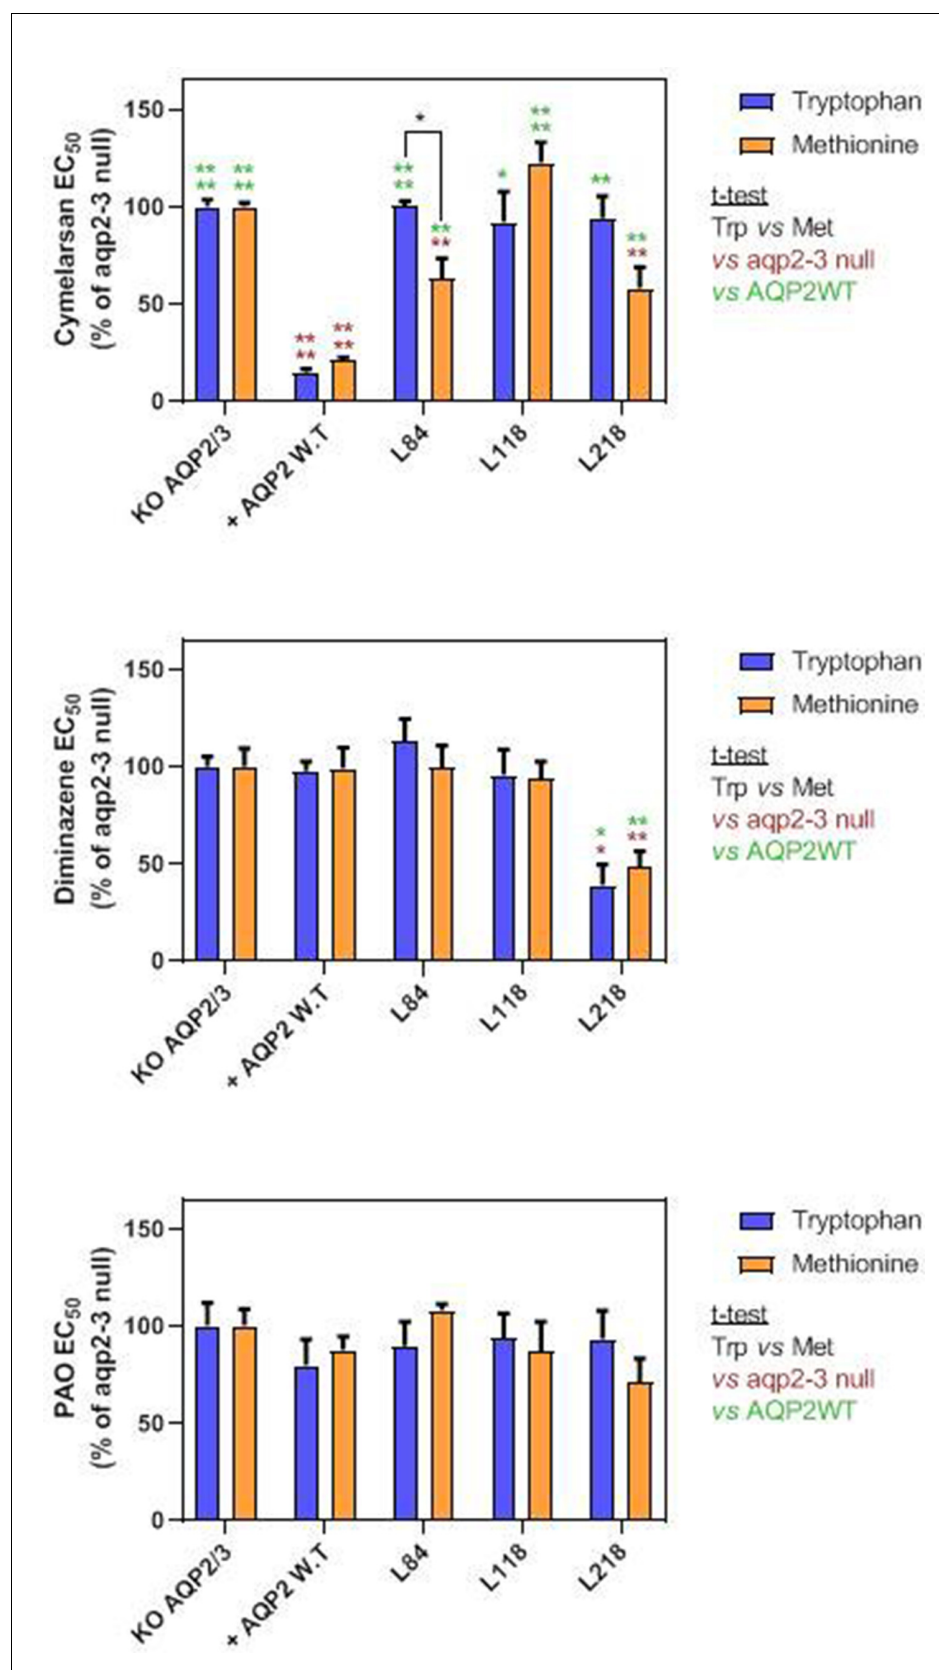 Cymelarsan EC50
(% of aqp2-3 null)
150
100
50
0
** ** ** ** ** * ** **
** ** ** ** ** **
** ** ** **
** ** **
*
KO AQP2/3
+ AQP2 W.T
L84
L118
L218
Tryptophan
Methionine
t-test
Trp vs Met
vs aqp2-3 null
vs AQP2WT
Diminazene EC50
(% of aqp2-3 null)
150
100
50
0
* **
* **
KO AQP2/3
+ AQP2 W.T
L84
L118
L218
Tryptophan
Methionine
t-test
Trp vs Met
vs aqp2-3 null
vs AQP2WT
PAO EC50
(% of aqp2-3 null)
150
100
50
0
KO AQP2/3
+ AQP2 W.T
L84
L118
L218
Tryptophan
Methionine
t-test
Trp vs Met
vs aqp2-3 null
vs AQP2WT